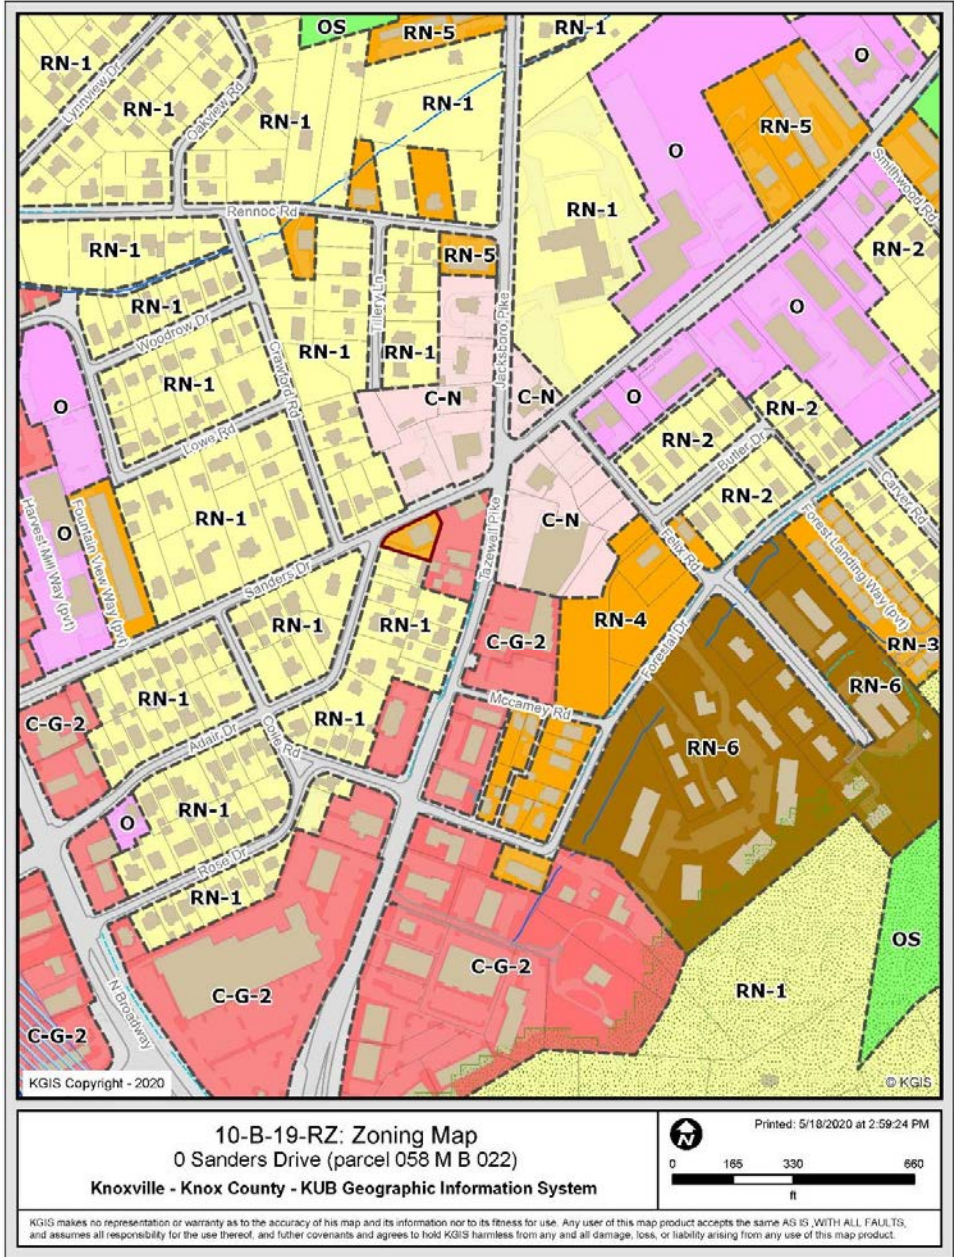 OS
RN-5
RN-1
RN-1
Lynnview Dr
RN-1
Oakview Rd
RN-1
RN-1
O
RN-5
O
Smithwood Rd
Rennoc Rd
RN-1
RN-1
RN-2
RN-5
Tillery Ln
Jacksboro Pike
RN-1
Woodrow Dr
O
Crawford Rd
RN-1
RN-1
RN-1
C-N
C-N
O
O
RN-2
RN-2
Lowe Rd
Butler Dr
RN-2
Carver Rd
Harvest Mill Way (pvt)
O
Fountain View Way (pvt)
RN-1
C-N
Tazewell Pike
Felix Rd
Forest Landing Way (pvt)
Sanders Dr
RN-1
RN-1
RN-4
C-G-2
RN-3
Forestal Dr
RN-1
Mccamey Rd
RN-6
C-G-2
Adair Dr
Coile Rd
RN-1
RN-6
RN-1
O
Rose Dr
RN-1
OS
C-G-2
C-G-2
RN-1
N Broadway
C-G-2
KGIS Copyright - 2020
© KGIS
10-B-19-RZ: Zoning Map
0 Sanders Drive (parcel 058 M B 022)
Knoxville - Knox County - KUB Geographic Information System
N
Printed: 5/18/2020 at 2:59:24 PM
0 165 330 660
ft
KGIS makes no representation or warranty as to the accuracy of his map and its information nor to its fitness for use. Any user of this map product accepts the same AS IS ,WITH ALL FAULTS,
and assumes all responsibility for the use thereof, and futher covenants and agrees to hold KGIS harmless from any and all damage, loss, or liability arising from any use of this map product.